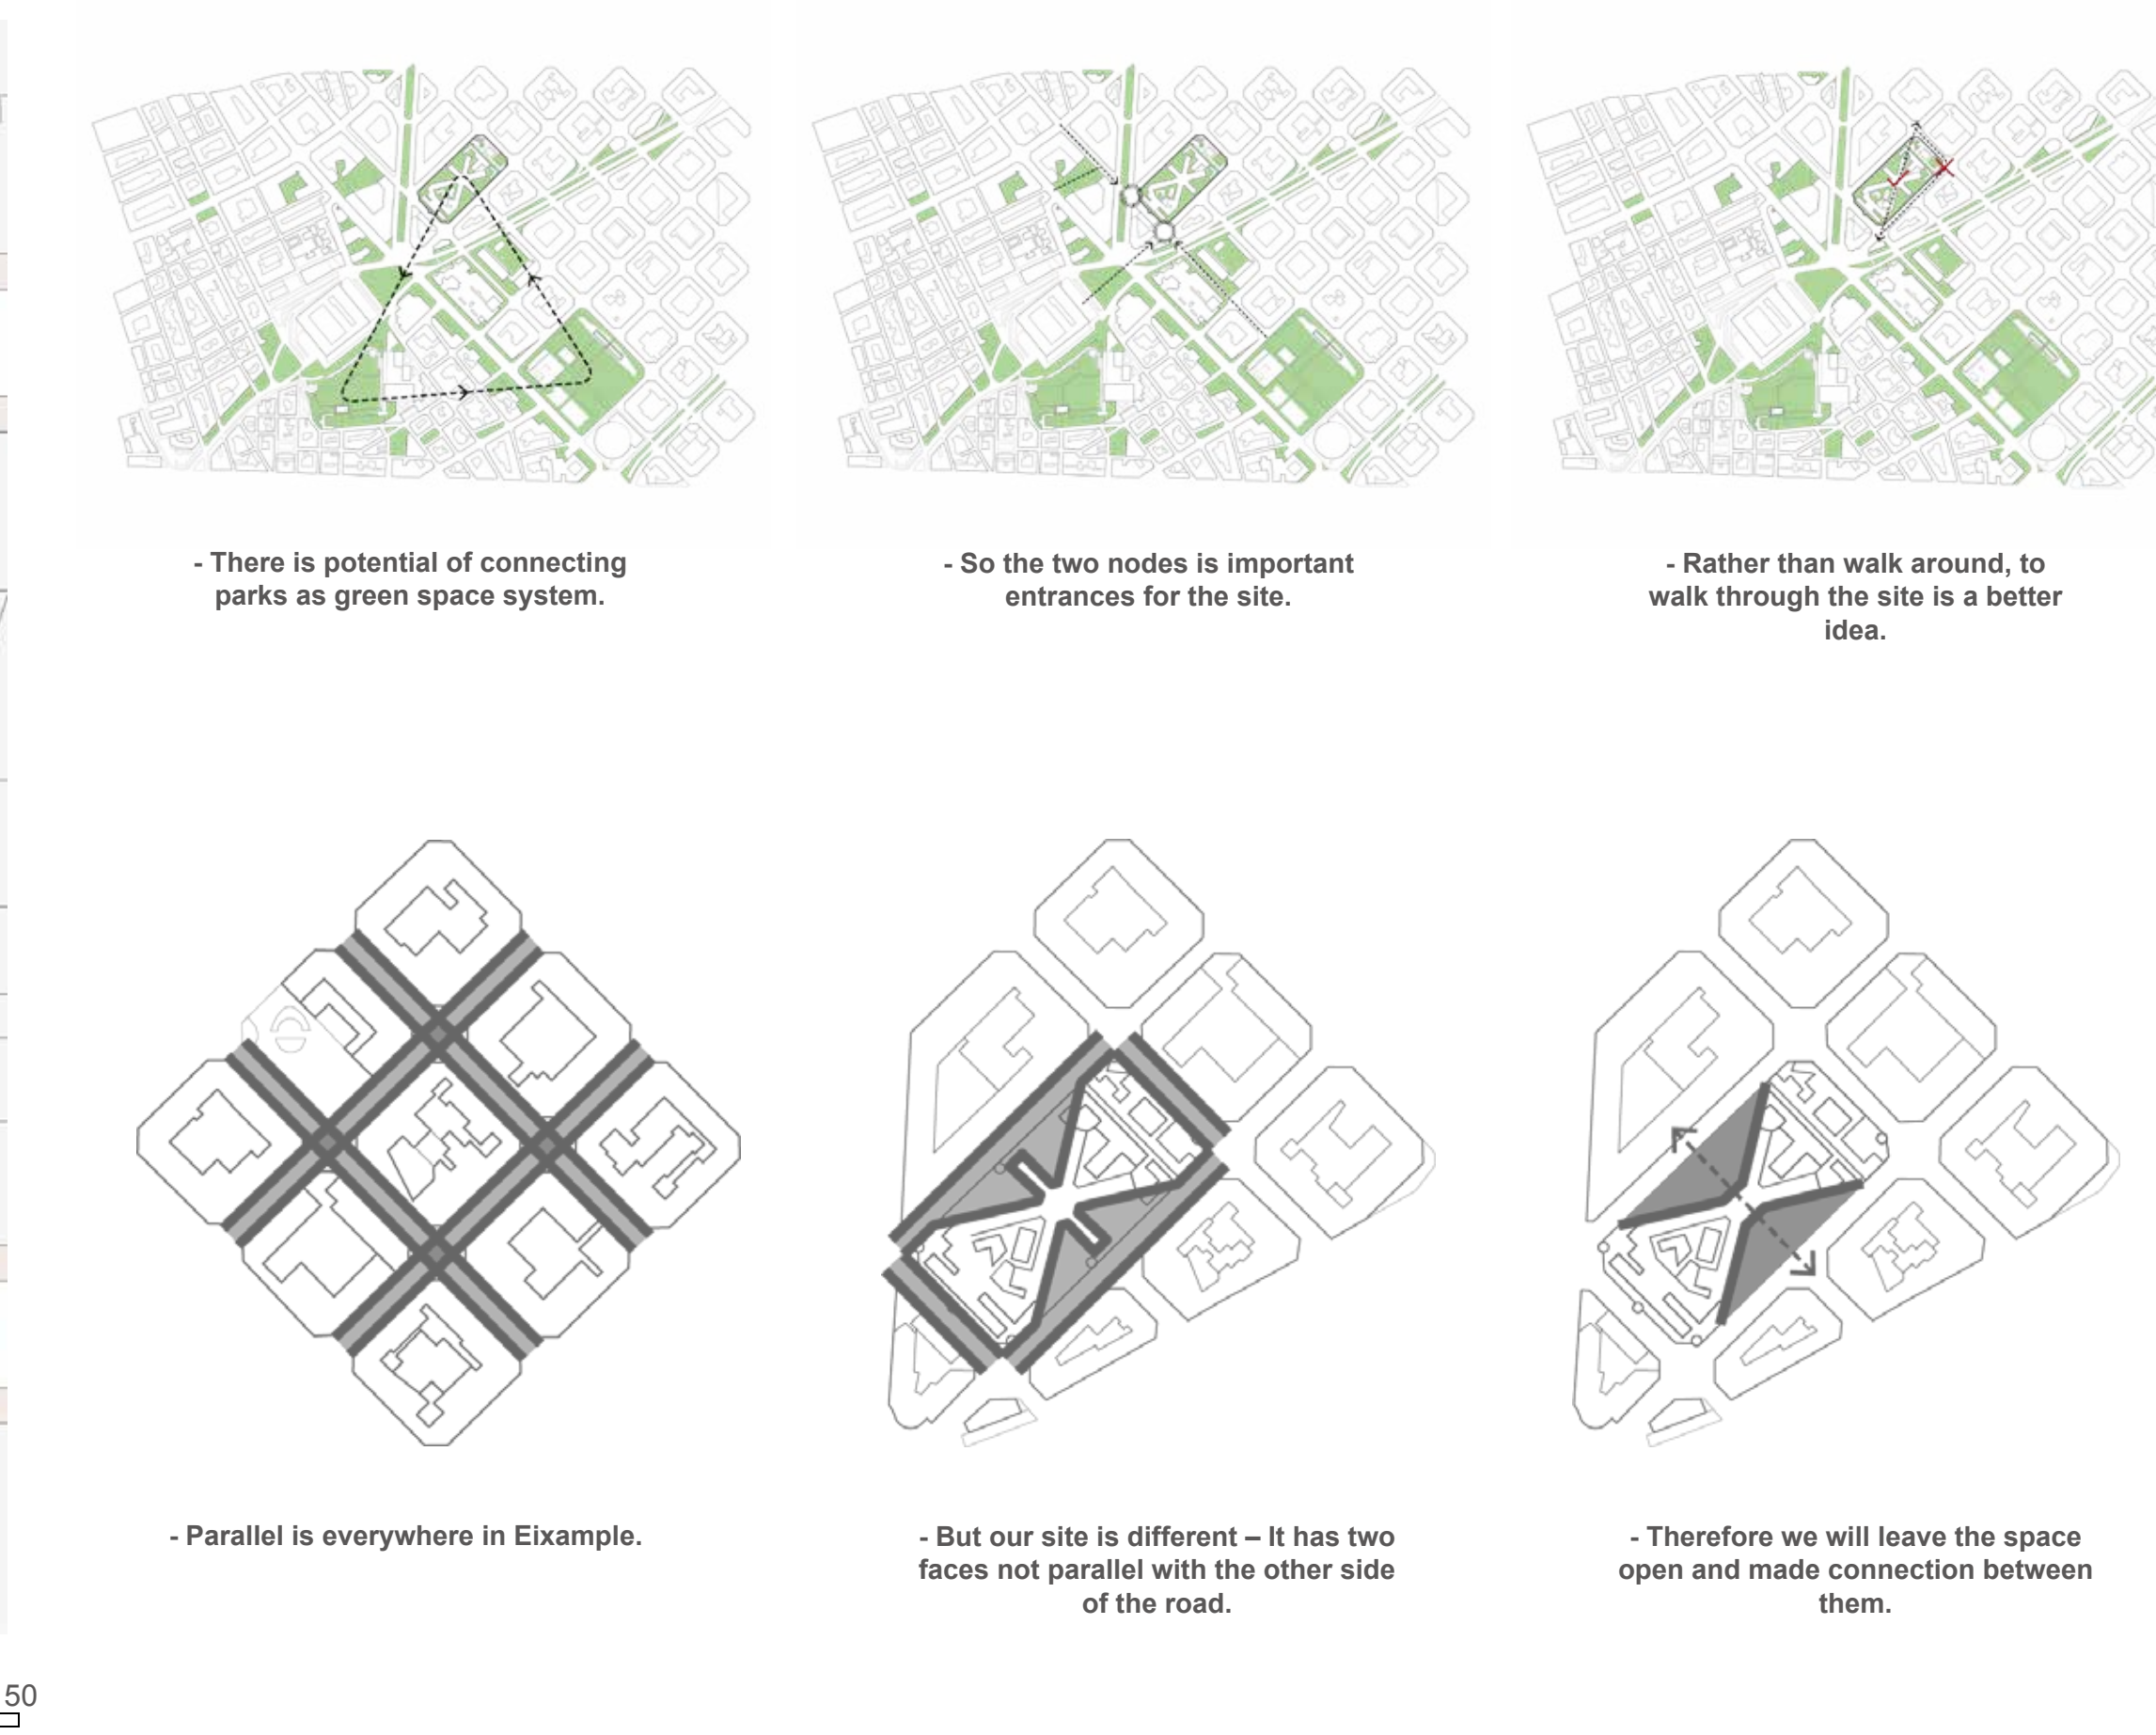 - There is potential of connecting
parks as green space system.
- So the two nodes is important
entrances for the site.
- Rather than walk around, to
walk through the site is a better
idea.
- Parallel is everywhere in Eixample.
- But our site is different – It has two
faces not parallel with the other side
of the road.
- Therefore we will leave the space
open and made connection between
them.
50